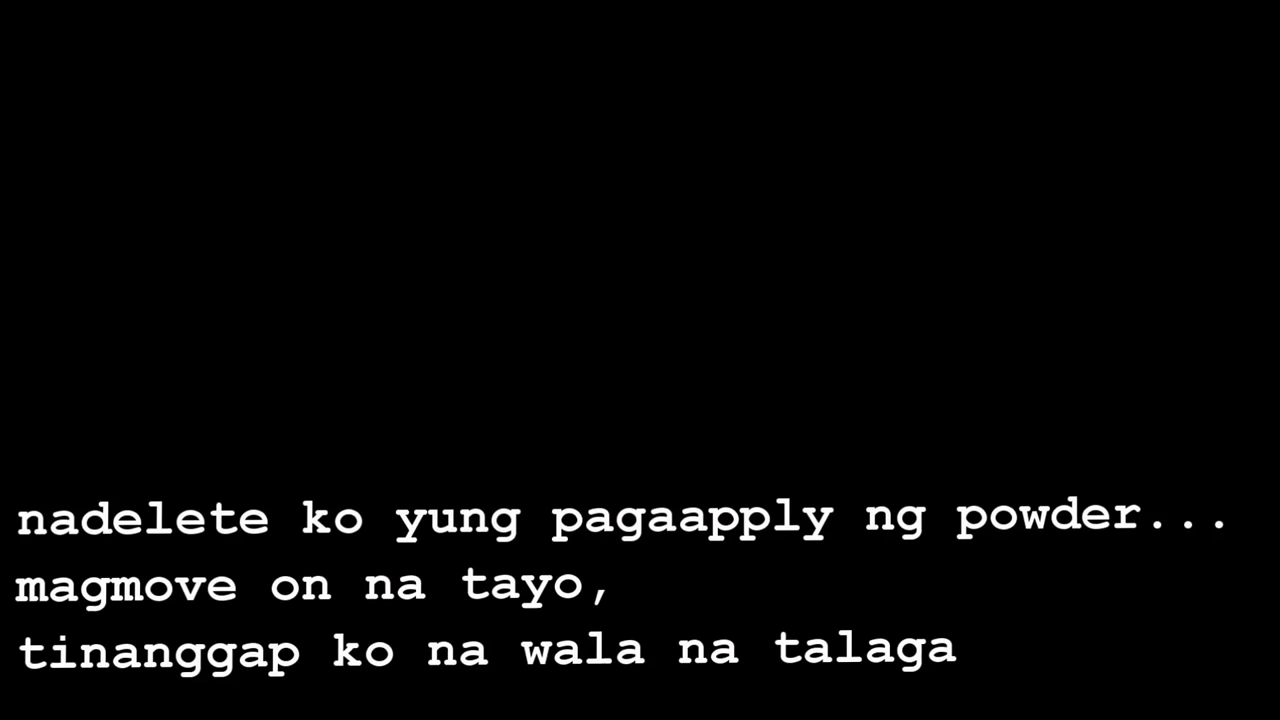 nadelete ko yung pagaapply ng powder...
magmove on na tayo,
tinanggap ko na wala na talaga